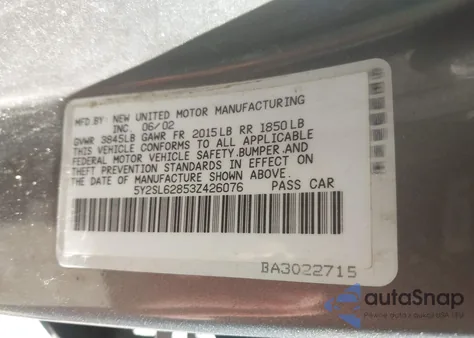 MFD.BY: NEW UNITED MOTOR MANUFACTURING
INC. 06/02
GVWR 3845LB GAWR FR 2015LB RR 1850LB
THIS VEHICLE CONFORMS TO ALL APPLICABLE
FEDERAL MOTOR VEHICLE SAFETY,BUMPER,AND
THEFT PREVENTION STANDARDS IN EFFECT ON
THE DATE OF MANUFACTURE SHOWN ABOVE.
5Y2SL62853Z426076 PASS CAR
BA3022715
autoSnap